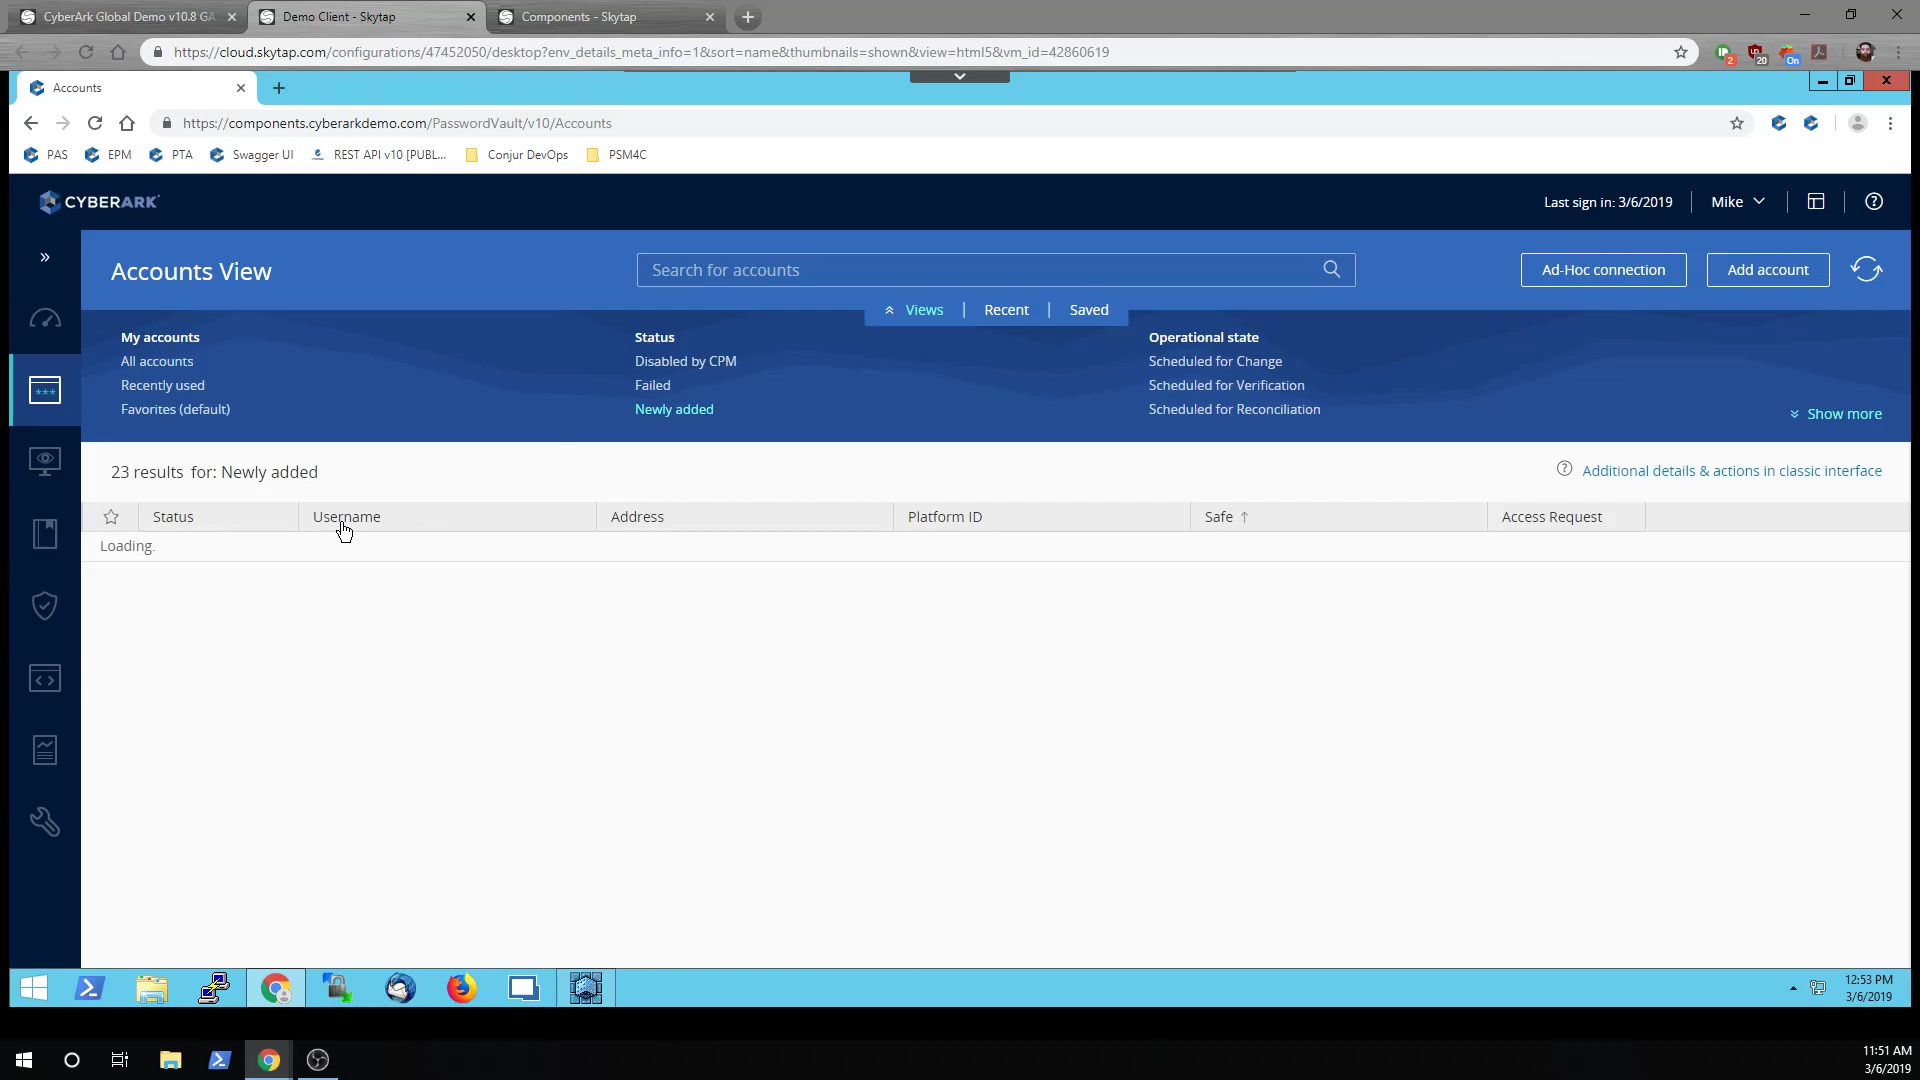 CyberArk Global Demo v10.8 GA
Demo Client - Skytap
Components - Skytap
https://cloud.skytap.com/configurations/47452050/desktop?env_details_meta_info=1&sort=name&thumbnails=shown&view=html5&vm_id=42860619
2
20
On
Accounts
https://components.cyberarkdemo.com/PasswordVault/v10/Accounts
PAS
EPM
PTA
Swagger UI
REST API v10 [PUBL...
Conjur DevOps
PSM4C
CYBERARK
Last sign in: 3/6/2019
Mike
Accounts View
Search for accounts
Ad-Hoc connection
Add account
Views
Recent
Saved
My accounts
Status
Operational state
All accounts
Disabled by CPM
Scheduled for Change
Recently used
Failed
Scheduled for Verification
Favorites (default)
Newly added
Scheduled for Reconciliation
Show more
23 results for: Newly added
Additional details & actions in classic interface
Status
Username
Address
Platform ID
Safe ↑
Access Request
Loading.
12:53 PM
3/6/2019
11:51 AM
3/6/2019